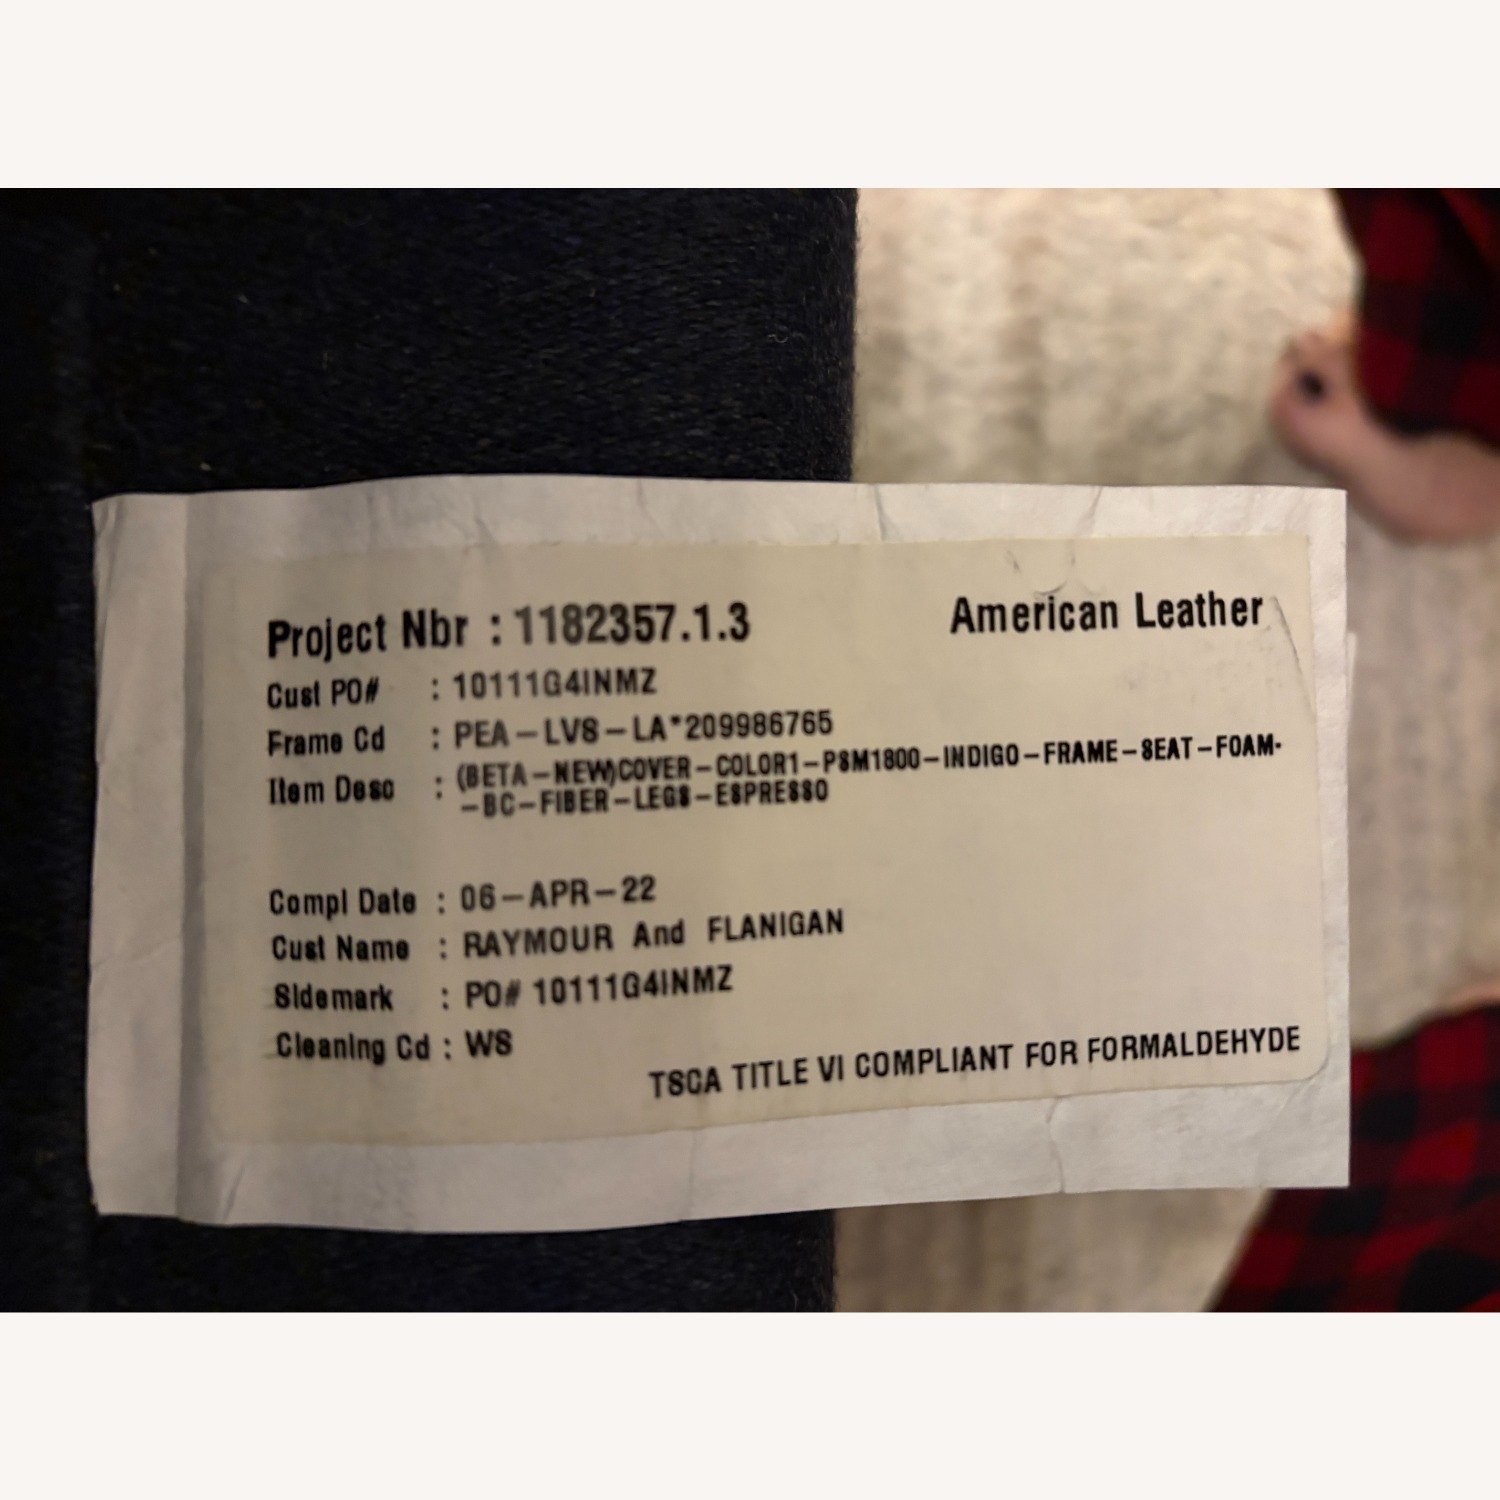 Project Nbr : 1182357.1.3 American Leather
Cust PO# : 10111G4INMZ
Frame Cd : PEA-LVS-LA*209986765
Item Desc : (BETA-NEW)COVER-COLOR1-PSM1800-INDIGO-FRAME-SEAT-FOAM-
-BC-FIBER-LEGS-ESPRESSO
Compl Date : 06-APR-22
Cust Name : RAYMOUR And FLANIGAN
Sidemark : PO# 10111G4INMZ
Cleaning Cd : WS
TSCA TITLE VI COMPLIANT FOR FORMALDEHYDE